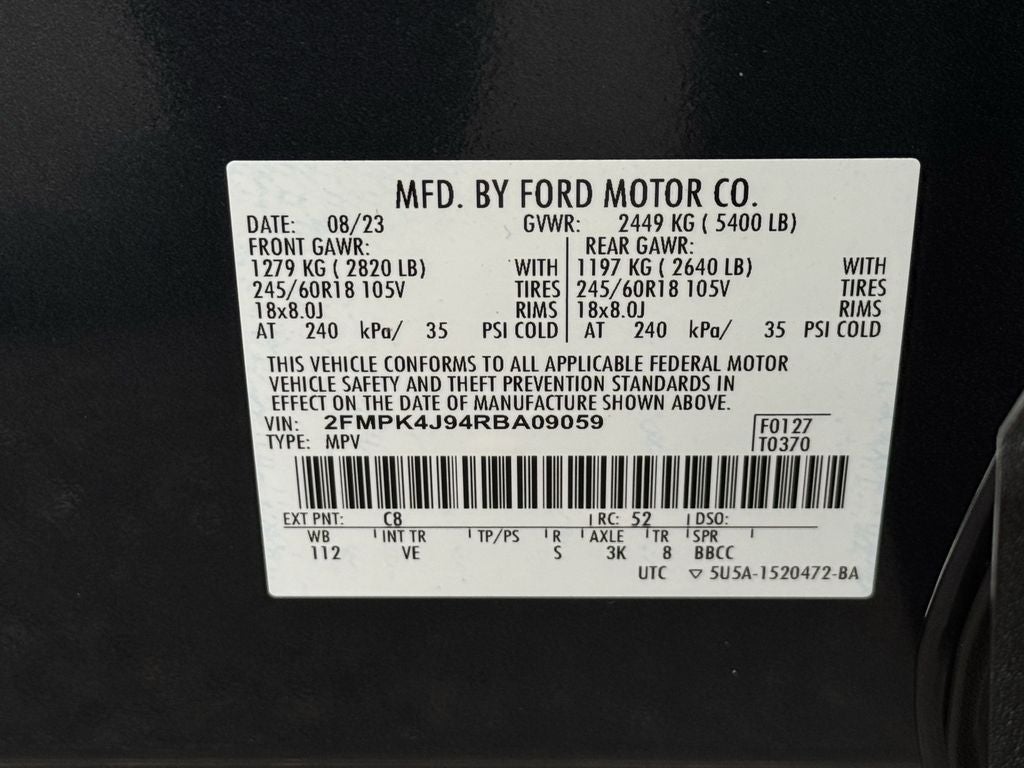 MFD. BY FORD MOTOR CO.
DATE: 08/23 GVWR: 2449 KG ( 5400 LB)
FRONT GAWR: REAR GAWR:
1279 KG ( 2820 LB) WITH 1197 KG ( 2640 LB) WITH
245/60R18 105V TIRES 245/60R18 105V TIRES
18x8.0J RIMS 18x8.0J RIMS
AT 240 kPa/ 35 PSI COLD AT 240 kPa/ 35 PSI COLD
THIS VEHICLE CONFORMS TO ALL APPLICABLE FEDERAL MOTOR
VEHICLE SAFETY AND THEFT PREVENTION STANDARDS IN
EFFECT ON THE DATE OF MANUFACTURE SHOWN ABOVE.
VIN: 2FMPK4J94RBA09059 F0127
TYPE: MPV T0370
EXT PNT: C8 RC: 52 DSO:
WB INT TR TP/PS R AXLE TR SPR
112 VE S 3K 8 BBCC
UTC ▽ 5U5A-1520472-BA